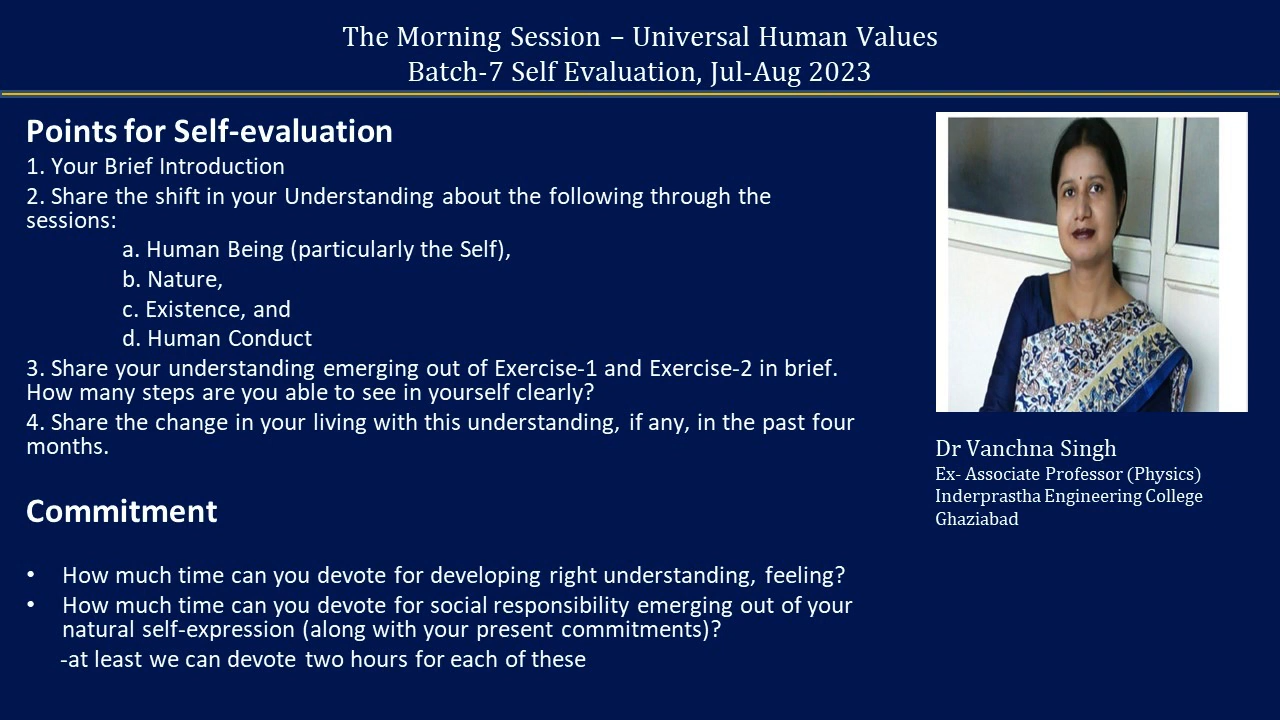 The Morning Session – Universal Human Values
Batch-7 Self Evaluation, Jul-Aug 2023
Points for Self-evaluation
1. Your Brief Introduction
2. Share the shift in your Understanding about the following through the
sessions:
a. Human Being (particularly the Self),
b. Nature,
c. Existence, and
d. Human Conduct
3. Share your understanding emerging out of Exercise-1 and Exercise-2 in brief.
How many steps are you able to see in yourself clearly?
4. Share the change in your living with this understanding, if any, in the past four
months.
Commitment
• How much time can you devote for developing right understanding, feeling?
• How much time can you devote for social responsibility emerging out of your
natural self-expression (along with your present commitments)?
-at least we can devote two hours for each of these
Dr Vanchna Singh
Ex- Associate Professor (Physics)
Inderprastha Engineering College
Ghaziabad